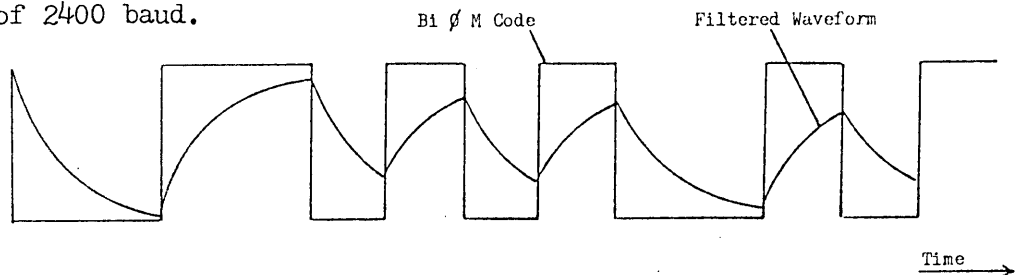 of 2400 baud.
Bi ø M Code
Filtered Waveform
Time